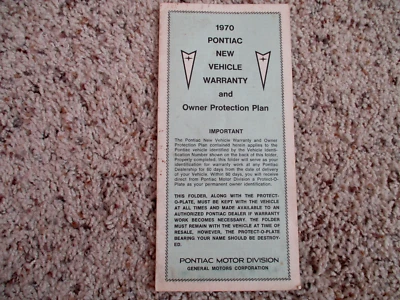 1970
PONTIAC
NEW
VEHICLE
WARRANTY
and
Owner Protection Plan
IMPORTANT
The Pontiac New Vehicle Warranty and Owner
Protection Plan contained herein applies to the
Pontiac vehicle identified by the Vehicle Identi-
fication Number shown on the back of this folder.
Properly completed, this folder will serve as your
identification for warranty work at any Pontiac
Dealership for 60 days from the date of delivery
of your vehicle. Within 60 days, you will receive
direct from Pontiac Motor Division a Printed-O-
Plate as your permanent owner identification.
THIS FOLDER, ALONG WITH THE PROTECT-
O-PLATE, MUST BE KEPT WITH THE VEHICLE
AT ALL TIMES AND MADE AVAILABLE TO AN
AUTHORIZED PONTIAC DEALER IF WARRANTY
WORK BECOMES NECESSARY. THE FOLDER
MUST REMAIN WITH THE VEHICLE AT TIME OF
RESALE, HOWEVER, THE PROTECT-O-PLATE
BEARING YOUR NAME SHOULD BE DESTROY-
ED.
PONTIAC MOTOR DIVISION
GENERAL MOTORS CORPORATION